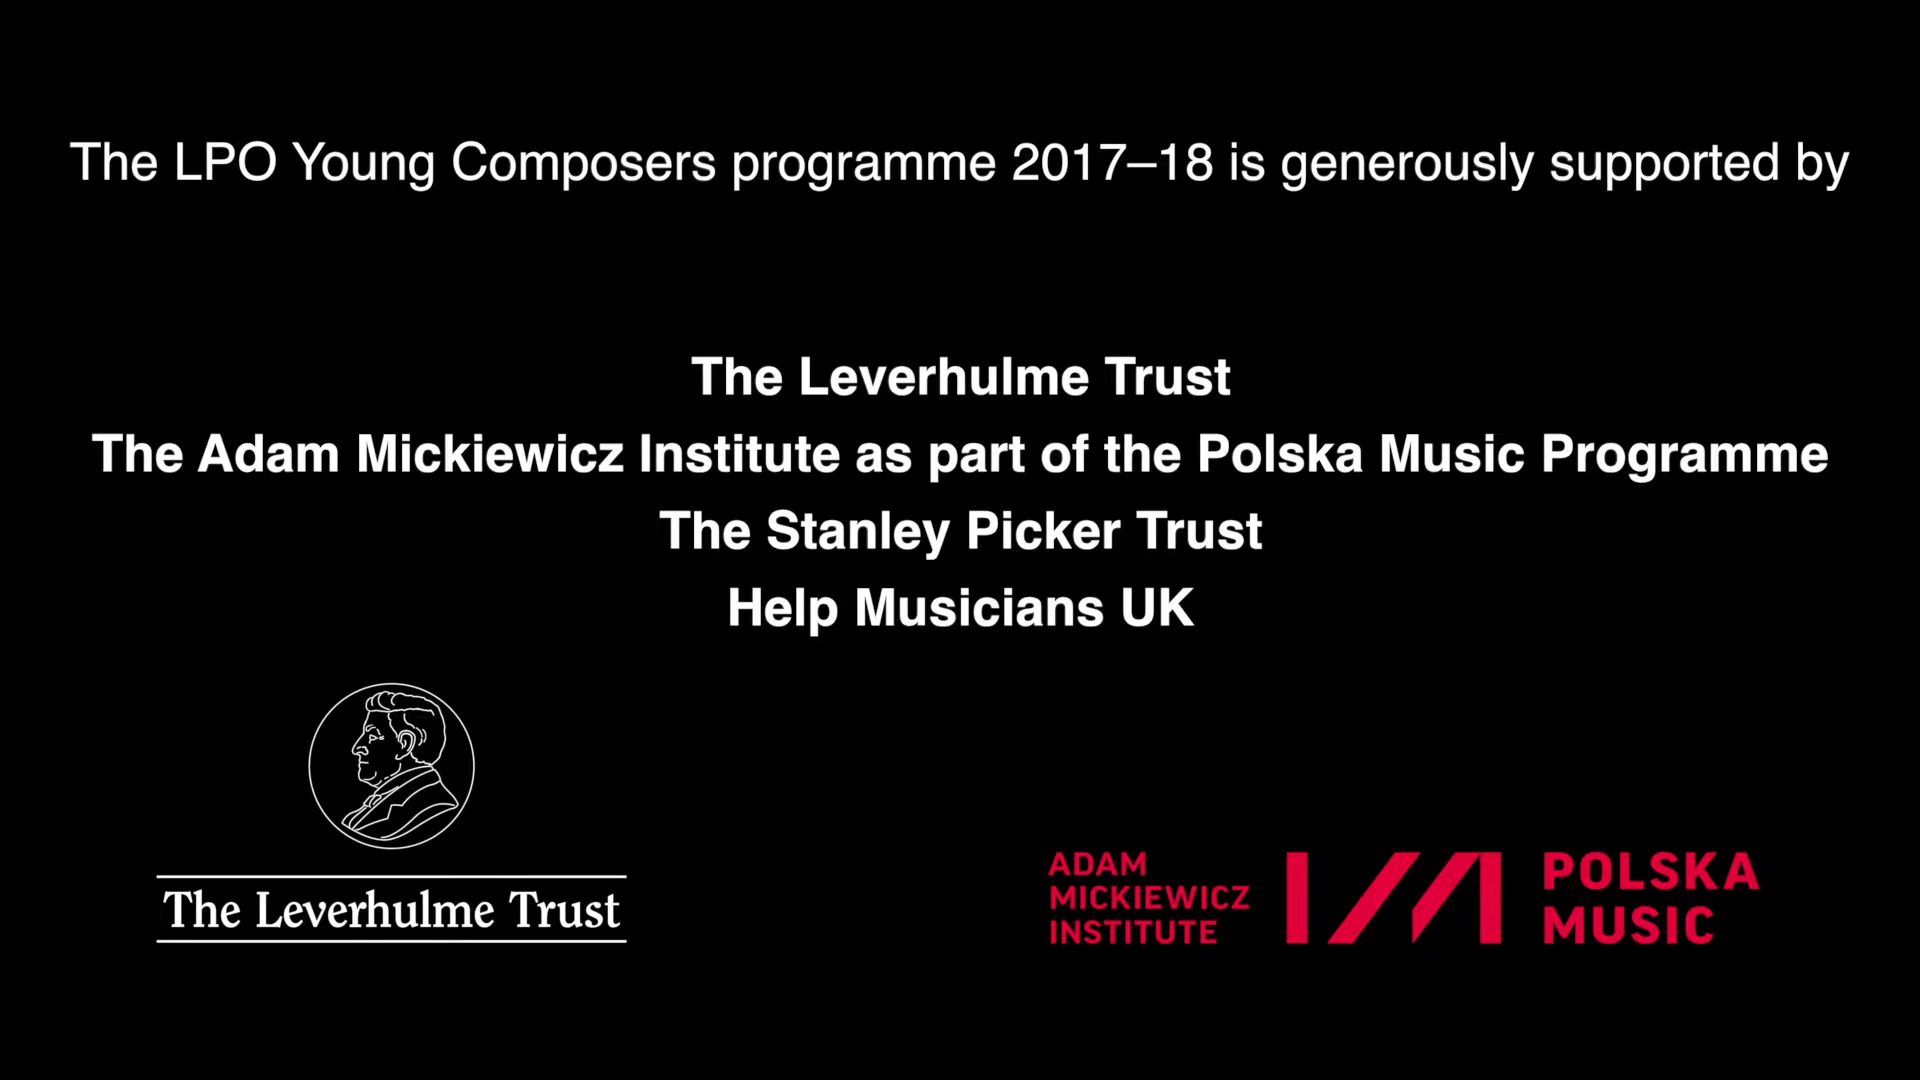 The LPO Young Composers programme 2017–18 is generously supported by
The Leverhulme Trust
The Adam Mickiewicz Institute as part of the Polska Music Programme
The Stanley Picker Trust
Help Musicians UK
The Leverhulme Trust
ADAM
MICKIEWICZ
INSTITUTE
POLSKA
MUSIC